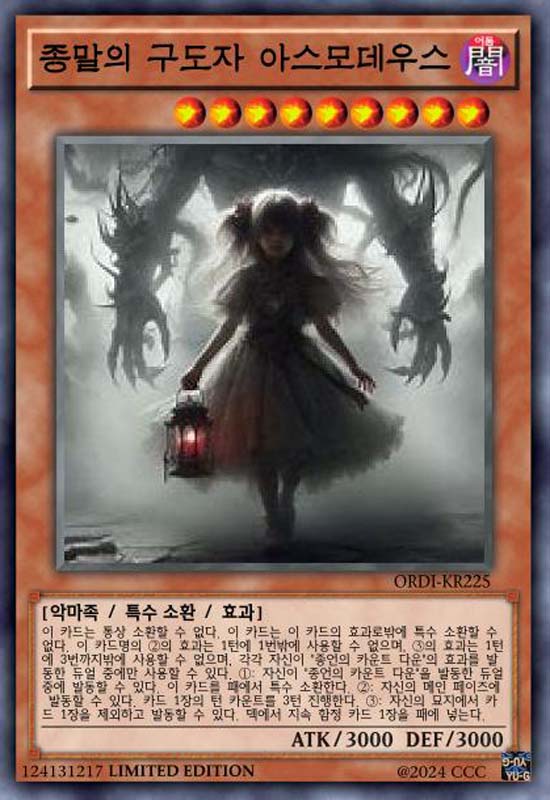 종말의 구도자 아스모데우스
어둠
闇
ORDI-KR225
[악마족 / 특수 소환 / 효과]
이 카드는 통상 소환할 수 없다. 이 카드는 이 카드의 효과로밖에 특수 소환할 수
없다. 이 카드명의 ②의 효과는 1턴에 1번밖에 사용할 수 없으며, ③의 효과는 1턴
에 3번까지밖에 사용할 수 없으며, 각각 자신이 "종언의 카운트 다운"의 효과를 발
동한 듀얼 중에만 사용할 수 있다. ①: 자신이 "종언의 카운트 다운"을 발동한 듀얼
중에 발동할 수 있다. 이 카드를 패에서 특수 소환한다. ②: 자신의 메인 페이즈에
발동할 수 있다. 카드 1장의 턴 카운트를 3턴 진행한다. ③: 자신의 묘지에서 카
드 1장을 제외하고 발동할 수 있다. 덱에서 지속 함정 카드 1장을 패에 넣는다.
ATK/3000 DEF/3000
124131217 LIMITED EDITION
©2024 CCC
YU-G